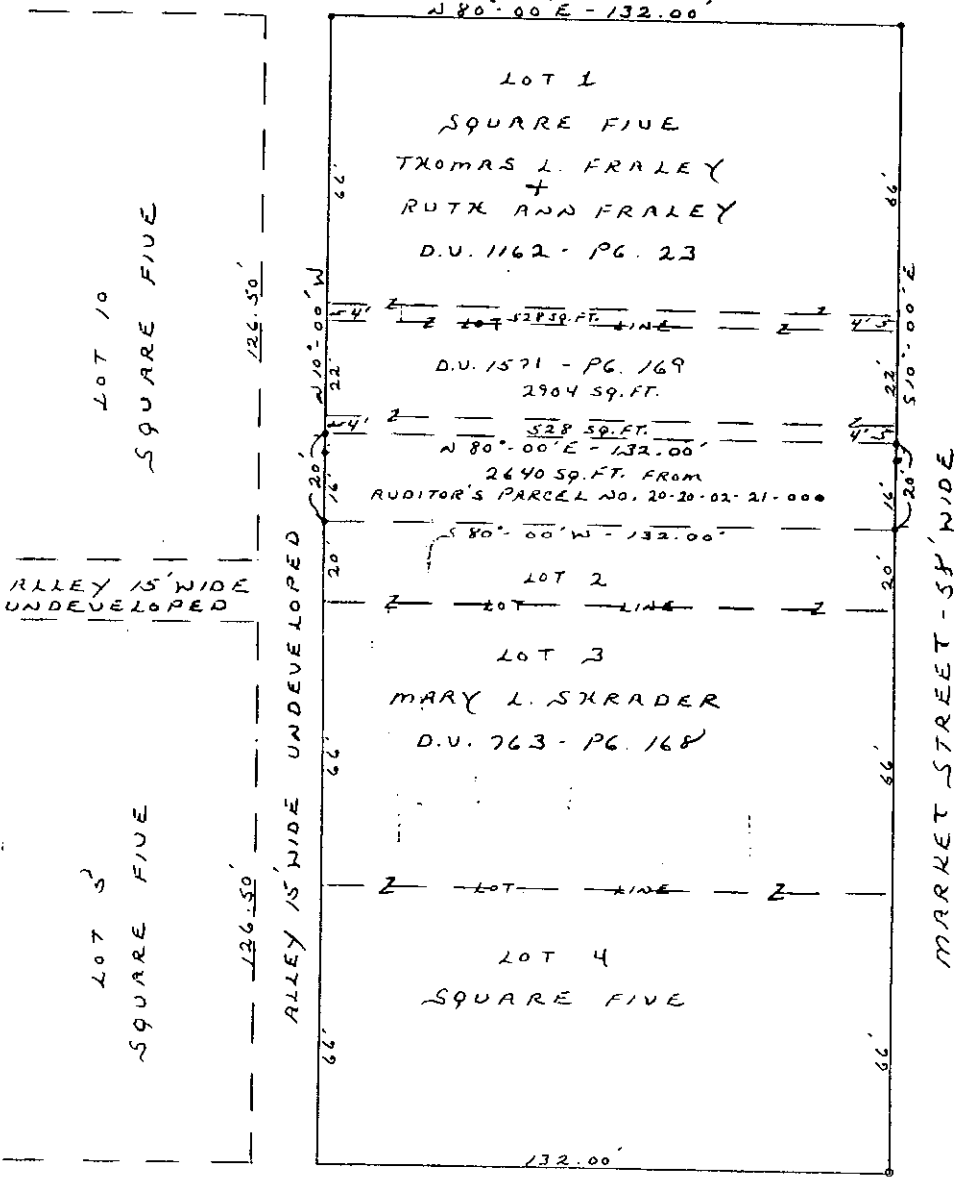 N 80°-00' E - 132.00'
LOT 1
SQUARE FIVE
THOMAS L. FRALEY
+
RUTH ANN FRALEY
D.V. 1162 - PG. 23
66'
66'
N 10°-00' W
S 10°-00' E
4'
Z
528 SQ.FT.
Z
Z LOT LINE Z
4'
D.V. 1571 - PG. 169
2904 SQ.FT.
22'
22'
4'
Z
528 SQ.FT.
Z
4'
N 80°-00' E - 132.00'
2640 SQ.FT. FROM
AUDITOR'S PARCEL NO. 20-20-02-21-000
20'
16'
16'
20'
S 80°-00' W - 132.00'
20'
LOT 2
20'
Z LOT LINE Z
LOT 3
MARY L. SHRADER
D.V. 763 - PG. 168
66'
66'
Z LOT LINE Z
LOT 4
SQUARE FIVE
66'
66'
132.00'
LOT 10
SQUARE FIVE
126.50'
ALLEY 15' WIDE
UNDEVELOPED
LOT 5
SQUARE FIVE
126.50'
ALLEY 15' WIDE UNDEVELOPED
MARKET STREET - 58' WIDE